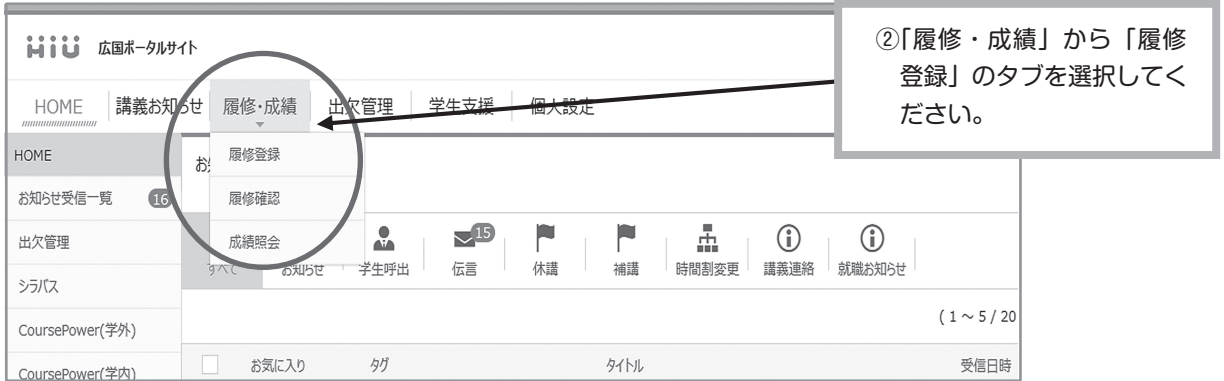 HiU 広国ポータルサイト
②「履修・成績」から「履修
登録」のタブを選択してく
ださい。
HOME 講義お知らせ 履修・成績 出欠管理 学生支援 個人設定
HOME
お知らせ受信一覧 16
出欠管理
シラバス
CoursePower(学外)
CoursePower(学内)
履修登録
履修確認
成績照会
お
すべて お知らせ 学生呼出 伝言 15 休講 補講 時間割変更 講義連絡 就職お知らせ
( 1 ~ 5 / 20
お気に入り タグ タイトル 受信日時